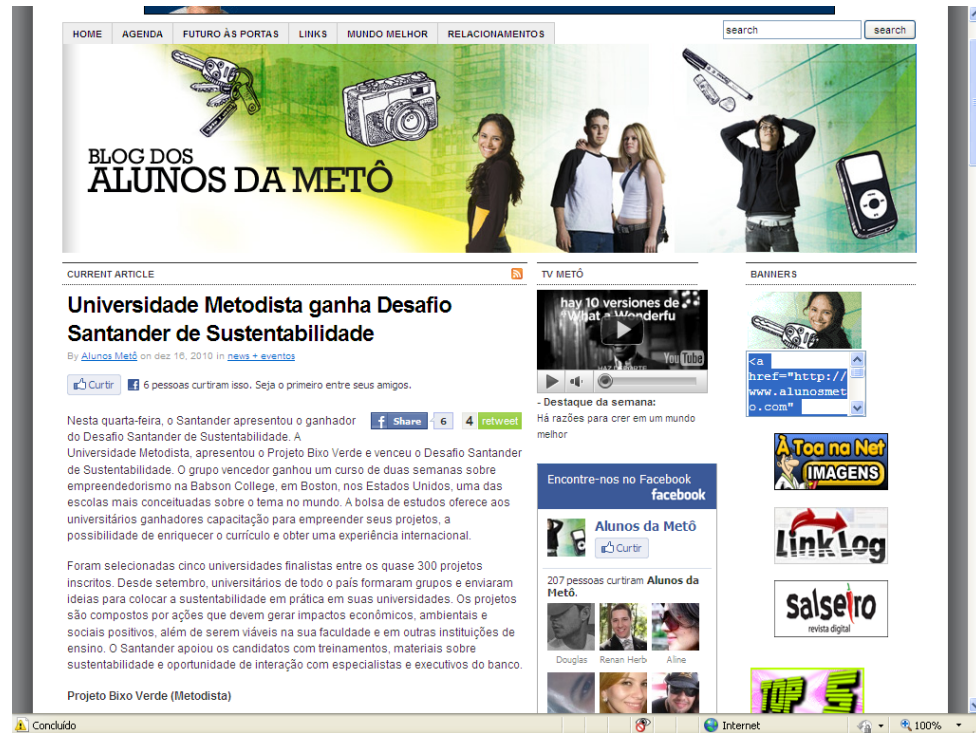 HOME AGENDA FUTURO ÀS PORTAS LINKS MUNDO MELHOR RELACIONAMENTOS
search search
BLOG DOS
ALUNOS DA METÔ
CURRENT ARTICLE
Universidade Metodista ganha Desafio
Santander de Sustentabilidade
By Alunos Metô on dez 16, 2010 in news + eventos
Curtir 6 pessoas curtiram isso. Seja o primeiro entre seus amigos.
Share 6 4 retweet
Nesta quarta-feira, o Santander apresentou o ganhador
do Desafio Santander de Sustentabilidade. A
Universidade Metodista, apresentou o Projeto Bixo Verde e venceu o Desafio Santander
de Sustentabilidade. O grupo vencedor ganhou um curso de duas semanas sobre
empreendedorismo na Babson College, em Boston, nos Estados Unidos, uma das
escolas mais conceituadas sobre o tema no mundo. A bolsa de estudos oferece aos
universitários ganhadores capacitação para empreender seus projetos, a
possibilidade de enriquecer o currículo e obter uma experiência internacional.
Foram selecionadas cinco universidades finalistas entre os quase 300 projetos
inscritos. Desde setembro, universitários de todo o país formaram grupos e enviaram
ideias para colocar a sustentabilidade em prática em suas universidades. Os projetos
são compostos por ações que devem gerar impactos econômicos, ambientais e
sociais positivos, além de serem viáveis na sua faculdade e em outras instituições de
ensino. O Santander apoiou os candidatos com treinamentos, materiais sobre
sustentabilidade e oportunidade de interação com especialistas e executivos do banco.
Projeto Bixo Verde (Metodista)
TV METÔ
hay 10 versiones de
"What a Wonderfu
YouTube
- Destaque da semana:
Há razões para crer em um mundo
melhor
Encontre-nos no Facebook
facebook
Alunos da Metô
Curtir
207 pessoas curtiram Alunos da
Metô.
Douglas Renan Herb Aline
BANNERS
<a
href="http://
www.alunosmet
o.com"
À Toa na Net
IMAGENS
LinkLog
Salseiro
revista digital
TOP 5
Concluído Internet 100%